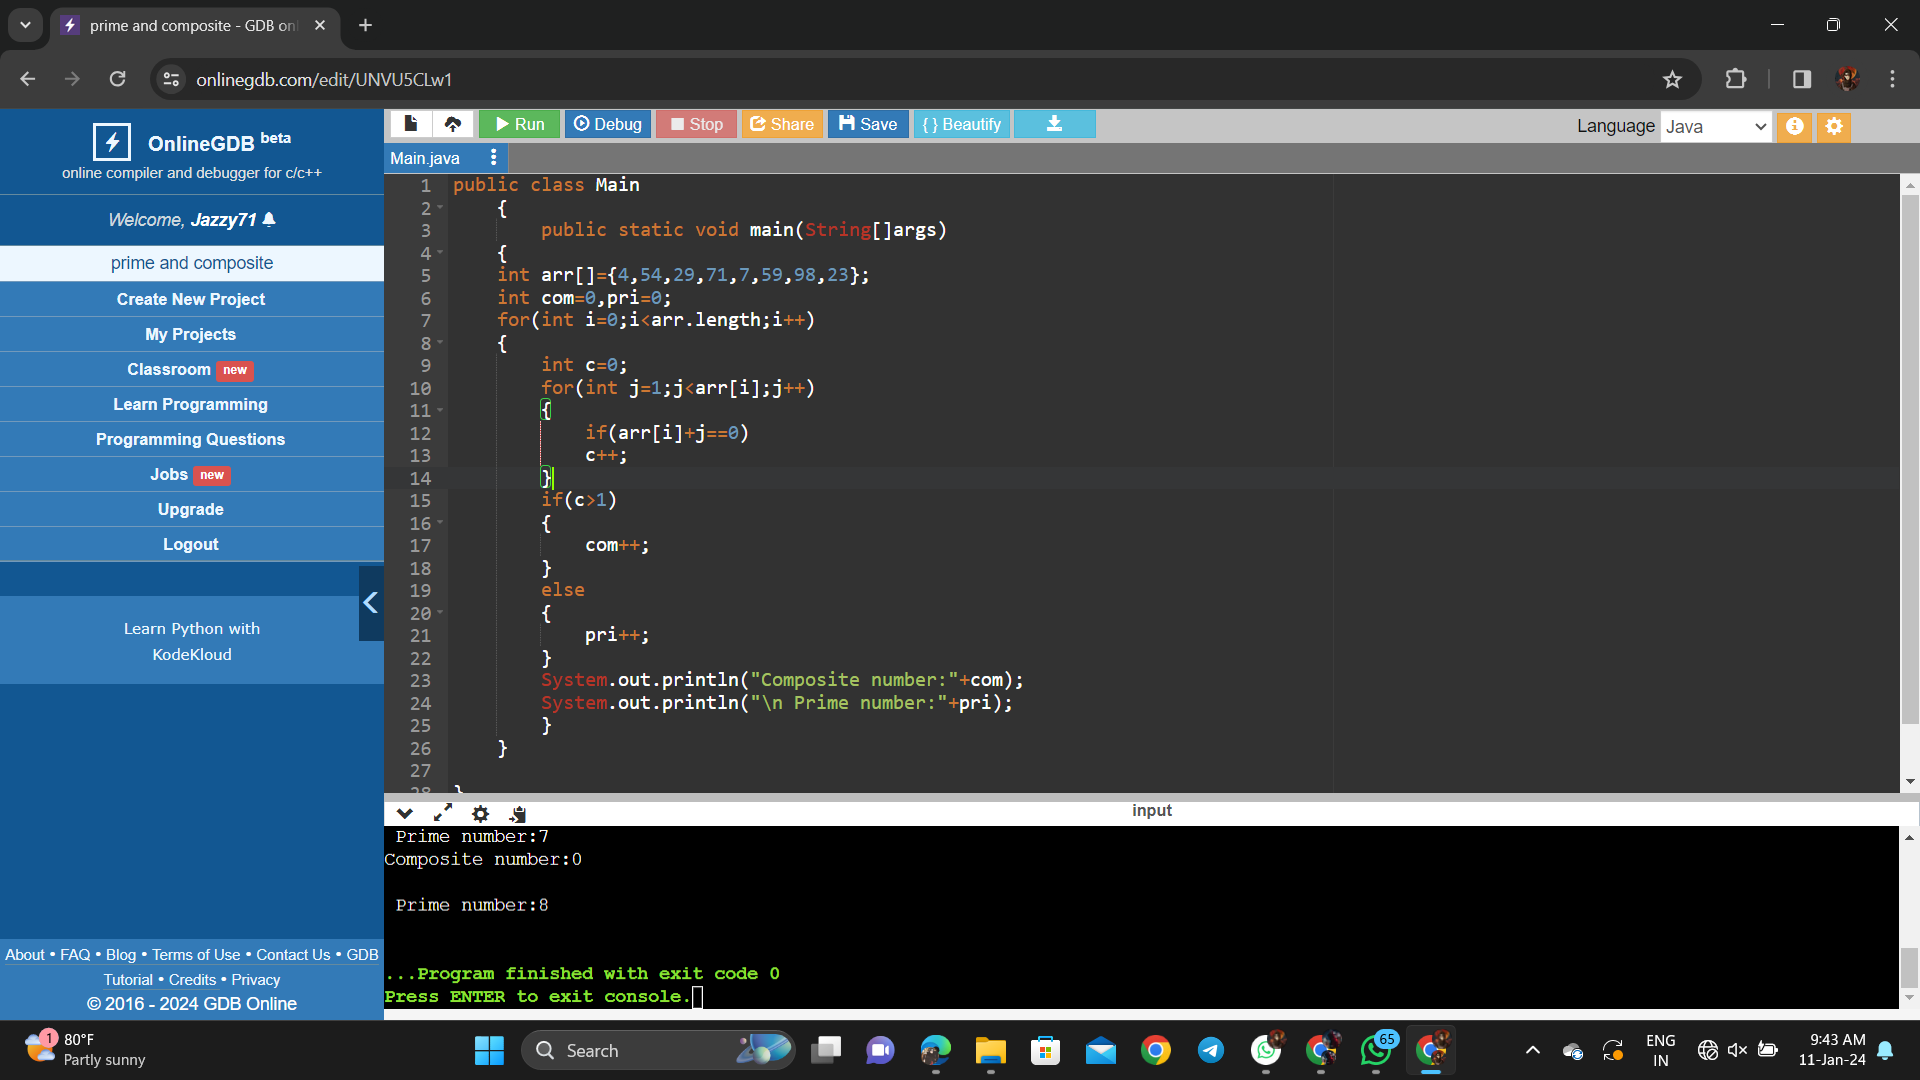 prime and composite - GDB onl
onlinegdb.com/edit/UNVU5CLw1
OnlineGDB beta
online compiler and debugger for c/c++
Welcome, Jazzy71
prime and composite
Create New Project
My Projects
Classroom new
Learn Programming
Programming Questions
Jobs new
Upgrade
Logout
Learn Python with
KodeKloud
About • FAQ • Blog • Terms of Use • Contact Us • GDB
Tutorial • Credits • Privacy
© 2016 - 2024 GDB Online
Run Debug Stop Share Save { } Beautify
Language Java
Main.java
1 public class Main
2 {
3 public static void main(String[]args)
4 {
5 int arr[]={4,54,29,71,7,59,98,23};
6 int com=0,pri=0;
7 for(int i=0;i<arr.length;i++)
8 {
9 int c=0;
10 for(int j=1;j<arr[i];j++)
11 {
12 if(arr[i]+j==0)
13 c++;
14 }
15 if(c>1)
16 {
17 com++;
18 }
19 else
20 {
21 pri++;
22 }
23 System.out.println("Composite number:"+com);
24 System.out.println("\n Prime number:"+pri);
25 }
26 }
27
28 }
input
Prime number:7
Composite number:0
Prime number:8
...Program finished with exit code 0
Press ENTER to exit console.
1
80°F
Partly sunny
Search
65
ENG
IN
9:43 AM
11-Jan-24